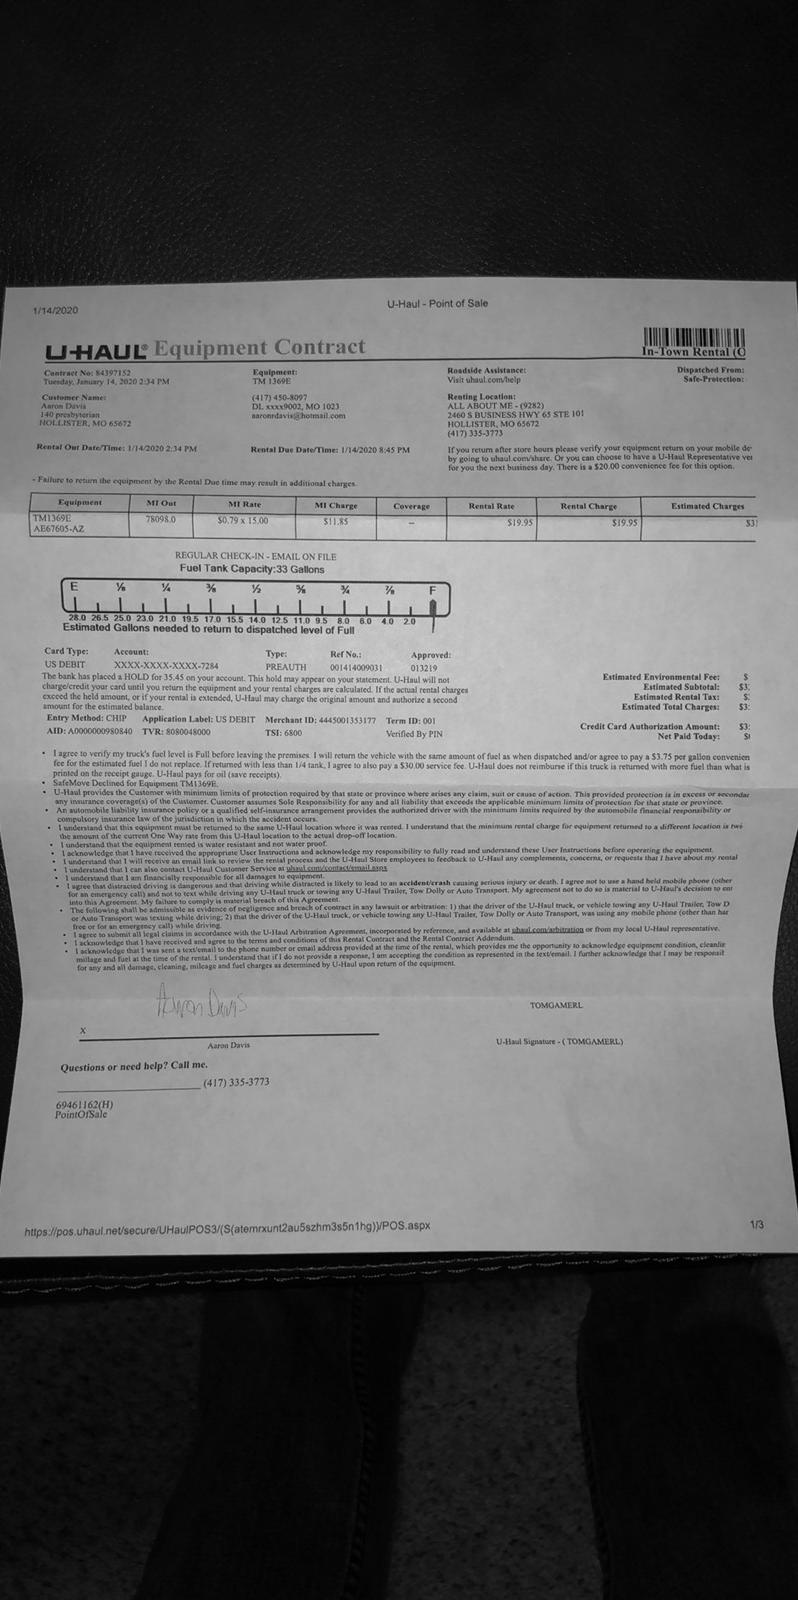 1/14/2020
U-Haul - Point of Sale
U-HAUL® Equipment Contract
In-Town Rental (O
Contract No: 84397152
Tuesday, January 14, 2020 2:34 PM
Equipment:
TM 1369E
Roadside Assistance:
Visit uhaul.com/help
Dispatched From:
Safe-Protection:
Customer Name:
Aaron Davis
140 presbyterian
HOLLISTER, MO 65672
(417) 450-8097
DL xxxx9002, MO 1023
aaronrdavis@hotmail.com
Renting Location:
ALL ABOUT ME - (9282)
2460 S BUSINESS HWY 65 STE 101
HOLLISTER, MO 65672
(417) 335-3773
Rental Out Date/Time: 1/14/2020 2:34 PM
Rental Due Date/Time: 1/14/2020 8:45 PM
If you return after store hours please verify your equipment return on your mobile de
by going to uhaul.com/share. Or you can choose to have a U-Haul Representative ver
for you the next business day. There is a $20.00 convenience fee for this option.
- Failure to return the equipment by the Rental Due time may result in additional charges.
Equipment MI Out MI Rate MI Charge Coverage Rental Rate Rental Charge Estimated Charges
TM1369E 78098.0 $0.79 x 15.00 $11.85 -- $19.95 $19.95 $3
AE67605-AZ
REGULAR CHECK-IN - EMAIL ON FILE
Fuel Tank Capacity:33 Gallons
E ⅛ ¼ ⅜ ½ ⅝ ¾ ⅞ F
28.0 26.5 25.0 23.0 21.0 19.5 17.0 15.5 14.0 12.5 11.0 9.5 8.0 6.0 4.0 2.0
Estimated Gallons needed to return to dispatched level of Full
Card Type: Account: Type: Ref No.: Approved:
US DEBIT XXXX-XXXX-XXXX-7284 PREAUTH 001414009031 013219
The bank has placed a HOLD for 35.45 on your account. This hold may appear on your statement. U-Haul will not
charge/credit your card until you return the equipment and your rental charges are calculated. If the actual rental charges
exceed the held amount, or if your rental is extended, U-Haul may charge the original amount and authorize a second
amount for the estimated balance.
Entry Method: CHIP Application Label: US DEBIT Merchant ID: 4445001353177 Term ID: 001
AID: A0000000980840 TVR: 8080048000 TSI: 6800 Verified By PIN
Estimated Environmental Fee: $
Estimated Subtotal: $3
Estimated Rental Tax: $
Estimated Total Charges: $3
Credit Card Authorization Amount: $3
Net Paid Today: $
• I agree to verify my truck's fuel level is Full before leaving the premises. I will return the vehicle with the same amount of fuel as when dispatched and/or agree to pay a $3.75 per gallon convenien
fee for the estimated fuel I do not replace. If returned with less than 1/4 tank, I agree to also pay a $30.00 service fee. U-Haul does not reimburse if this truck is returned with more fuel than what is
printed on the receipt gauge. U-Haul pays for oil (save receipts).
• SafeMove Declined for Equipment TM1369E.
• U-Haul provides the Customer with minimum limits of protection required by that state or province where arises any claim, suit or cause of action. This provided protection is in excess or secondar
any insurance coverage(s) of the Customer. Customer assumes Sole Responsibility for any and all liability that exceeds the applicable minimum limits of protection for that state or province.
• An automobile liability insurance policy or a qualified self-insurance arrangement provides the authorized driver with the minimum limits required by the automobile financial responsibility or
compulsory insurance law of the jurisdiction in which the accident occurs.
• I understand that this equipment must be returned to the same U-Haul location where it was rented. I understand that the minimum rental charge for equipment returned to a different location is twi
the amount of the current One Way rate from this U-Haul location to the actual drop-off location.
• I understand that the equipment rented is water resistant and not water proof.
• I acknowledge that I have received the appropriate User Instructions and acknowledge my responsibility to fully read and understand these User Instructions before operating the equipment.
• I understand that I will receive an email link to review the rental process and the U-Haul Store employees to feedback to U-Haul any complements, concerns, or requests that I have about my rental
• I understand that I can also contact U-Haul Customer Service at uhaul.com/contact/email.aspx
• I understand that I am financially responsible for all damages to equipment.
• I agree that distracted driving is dangerous and that driving while distracted is likely to lead to an accident/crash causing serious injury or death. I agree not to use a hand held mobile phone (other
for an emergency call) and not to text while driving any U-Haul truck or towing any U-Haul Trailer, Tow Dolly or Auto Transport. My agreement not to do so is material to U-Haul's decision to ent
into this Agreement. My failure to comply is material breach of this Agreement.
• The following shall be admissible as evidence of negligence and breach of contract in any lawsuit or arbitration: 1) that the driver of the U-Haul truck, or vehicle towing any U-Haul Trailer, Tow D
or Auto Transport was texting while driving; 2) that the driver of the U-Haul truck, or vehicle towing any U-Haul Trailer, Tow Dolly or Auto Transport, was using any mobile phone (other than han
free or for an emergency call) while driving.
• I agree to submit all legal claims in accordance with the U-Haul Arbitration Agreement, incorporated by reference, and available at uhaul.com/arbitration or from my local U-Haul representative.
• I acknowledge that I have received and agree to the terms and conditions of this Rental Contract and the Rental Contract Addendum.
• I acknowledge that I was sent a text/email to the phone number or email address provided at the time of the rental, which provides me the opportunity to acknowledge equipment condition, cleanlin
millage and fuel at the time of the rental. I understand that if I do not provide a response, I am accepting the condition as represented in the text/email. I further acknowledge that I may be responsit
for any and all damage, cleaning, mileage and fuel charges as determined by U-Haul upon return of the equipment.
Aaron Davis
TOMGAMERL
X
Aaron Davis
U-Haul Signature - ( TOMGAMERL)
Questions or need help? Call me.
(417) 335-3773
69461162(H)
PointOfSale
https://pos.uhaul.net/secure/UHaulPOS3/(S(atemrxunt2au5szhm3s5n1hg))/POS.aspx
1/3